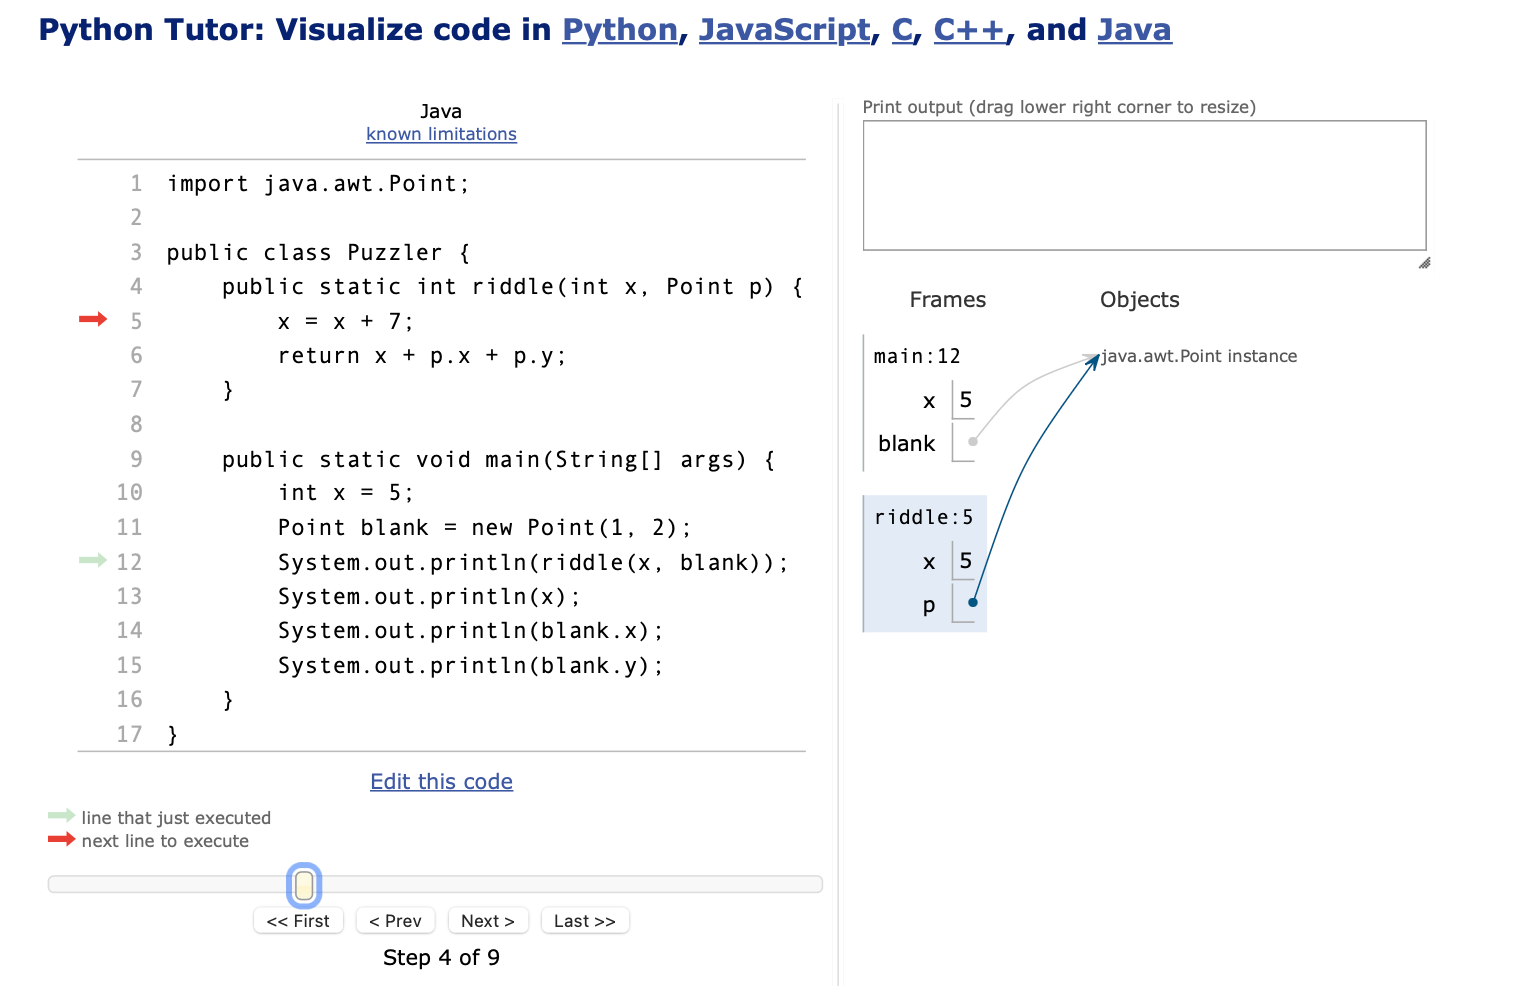 Python Tutor: Visualize code in Python, JavaScript, C, C++, and Java
Java
known limitations
1 import java.awt.Point;
2
3 public class Puzzler {
4     public static int riddle(int x, Point p) {
5         x = x + 7;
6         return x + p.x + p.y;
7     }
8
9     public static void main(String[] args) {
10         int x = 5;
11         Point blank = new Point(1, 2);
12         System.out.println(riddle(x, blank));
13         System.out.println(x);
14         System.out.println(blank.x);
15         System.out.println(blank.y);
16     }
17 }
Edit this code
line that just executed
next line to execute
<< First < Prev Next > Last >>
Step 4 of 9
Print output (drag lower right corner to resize)
Frames Objects
main:12 java.awt.Point instance
x 5
blank
riddle:5
x 5
p